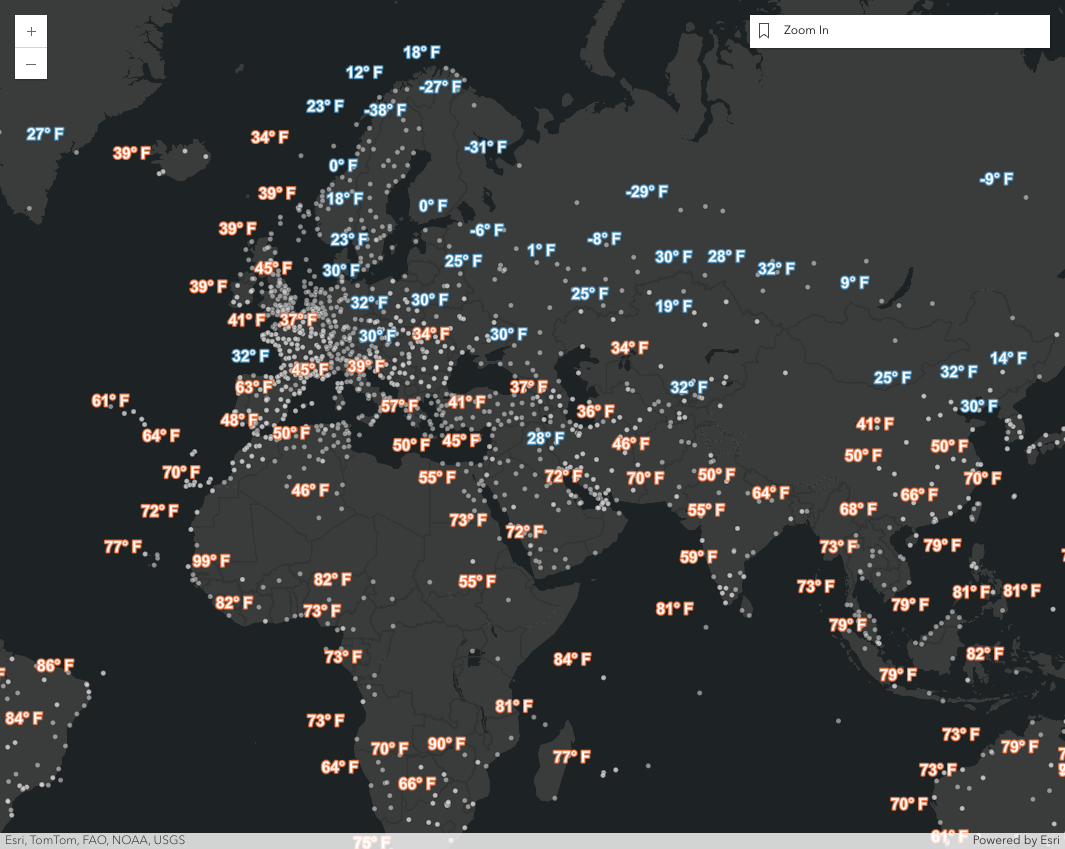 +
Zoom In
−
18° F
12° F
-27° F
23° F
-38° F
27° F
34° F
-31° F
39° F
0° F
-9° F
39° F
18° F
-29° F
0° F
39° F
-6° F
23° F
-8° F
1° F
30° F
28° F
25° F
45° F
30° F
32° F
9° F
39° F
25° F
32° F
30° F
19° F
41° F
37° F
30° F
34° F
30° F
34° F
32° F
14° F
45° F
39° F
32° F
25° F
63° F
37° F
32° F
61° F
57° F
41° F
30° F
36° F
48° F
41° F
64° F
50° F
28° F
50° F
45° F
46° F
50° F
50° F
70° F
55° F
72° F
70° F
50° F
70° F
46° F
64° F
66° F
72° F
73° F
55° F
68° F
72° F
77° F
59° F
73° F
79° F
7
99° F
82° F
55° F
73° F
81° F
81° F
82° F
73° F
81° F
79° F
79° F
73° F
84° F
82° F
86° F
F
79° F
81° F
84° F
73° F
73° F
70° F
90° F
79° F
77° F
7
64° F
73° F
9
66° F
70° F
61° F
75° F
Esri, TomTom, FAO, NOAA, USGS
Powered by Esri